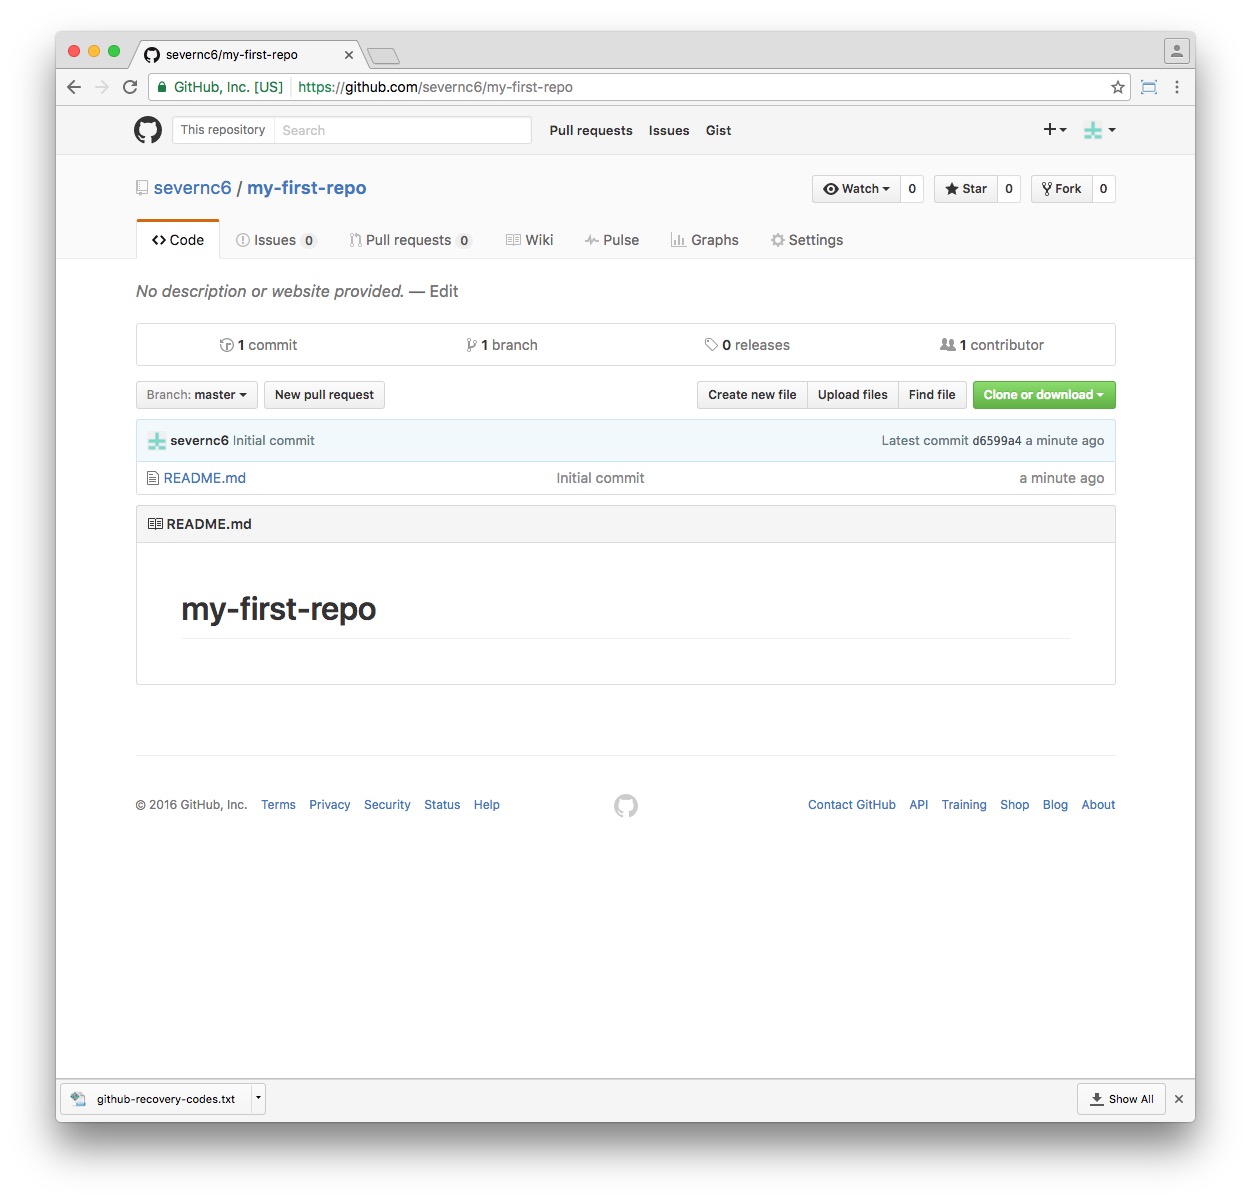 severnc6/my-first-repo
GitHub, Inc. [US] https://github.com/severnc6/my-first-repo
This repository Search Pull requests Issues Gist
severnc6 / my-first-repo Watch 0 Star 0 Fork 0
Code Issues 0 Pull requests 0 Wiki Pulse Graphs Settings
No description or website provided. — Edit
1 commit 1 branch 0 releases 1 contributor
Branch: master New pull request Create new file Upload files Find file Clone or download
severnc6 Initial commit Latest commit d6599a4 a minute ago
README.md Initial commit a minute ago
README.md
my-first-repo
© 2016 GitHub, Inc. Terms Privacy Security Status Help Contact GitHub API Training Shop Blog About
github-recovery-codes.txt Show All